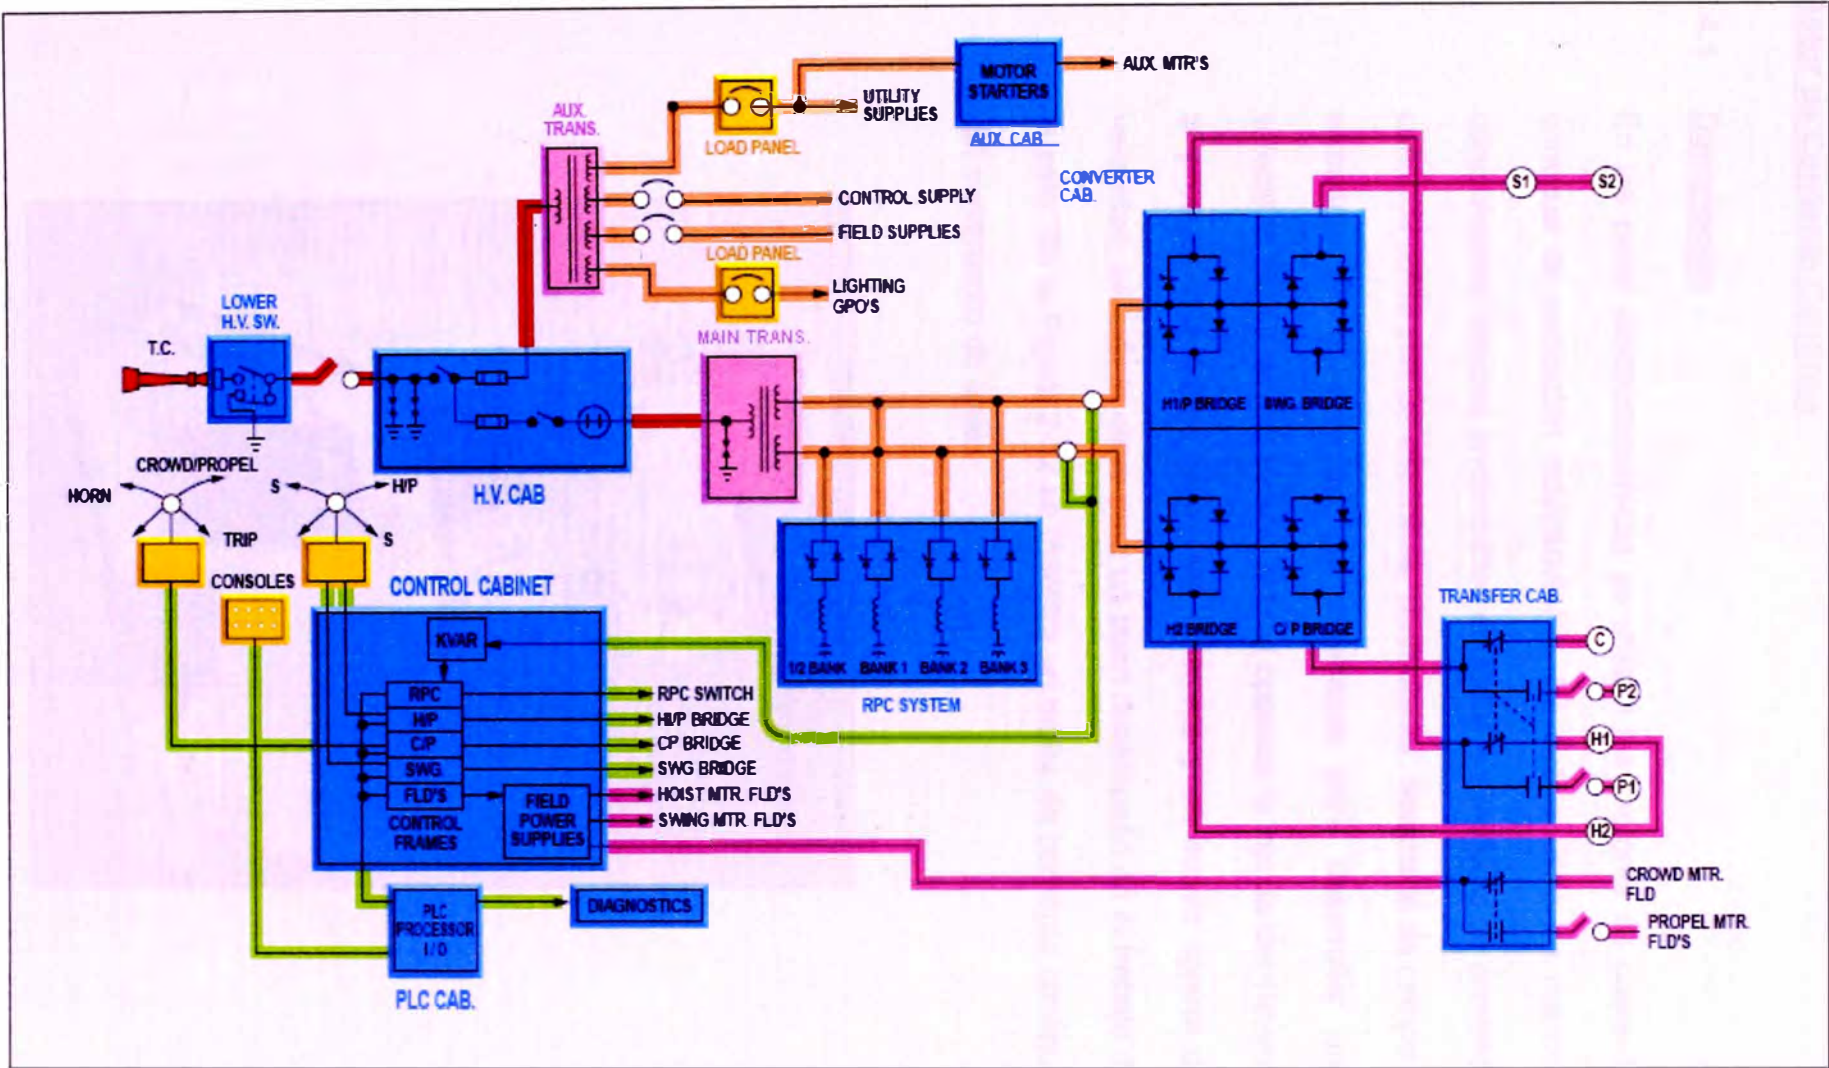 MOTOR
STARTERS
AUX. MTR'S
AUX. CAB
UTILITY
SUPPLIES
AUX.
TRANS.
LOAD PANEL
CONVERTER
CAB.
CONTROL SUPPLY
FIELD SUPPLIES
LOAD PANEL
LIGHTING
GPO'S
S1
S2
LOWER
H.V. SW.
T.C.
MAIN TRANS.
H1/P BRIDGE
SWG. BRIDGE
H.V. CAB
CROWD/PROPEL
HORN
TRIP
S
H/P
S
CONSOLES
CONTROL CABINET
KVAR
RPC
H/P
C/P
SWG.
FLD'S
CONTROL
FRAMES
FIELD
POWER
SUPPLIES
RPC SWITCH
HI/P BRIDGE
CP BRIDGE
SWG BRIDGE
HOIST MTR. FLD'S
SWING MTR. FLD'S
1/2 BANK
BANK 1
BANK 2
BANK 3
RPC SYSTEM
H2 BRIDGE
C/ P BRIDGE
TRANSFER CAB.
C
P2
H1
P1
H2
CROWD MTR.
FLD
PROPEL MTR.
FLD'S
PLC
PROCESSOR
I/O
DIAGNOSTICS
PLC CAB.